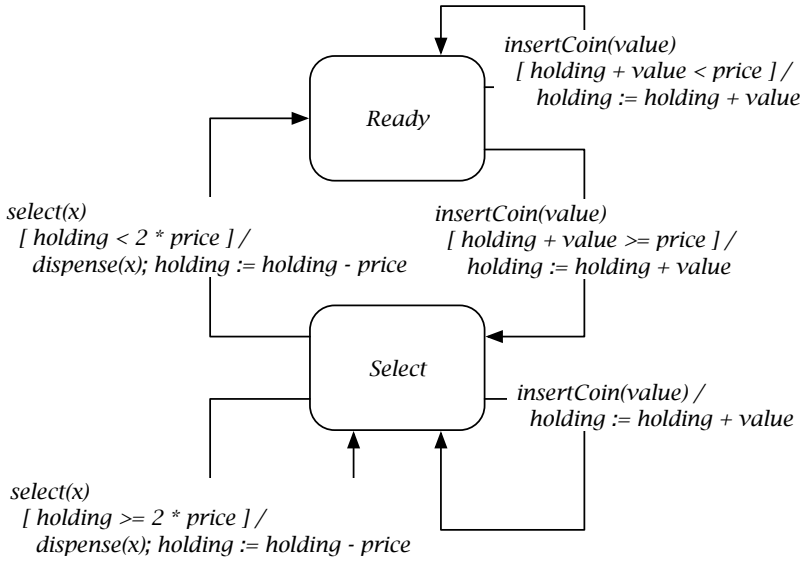 insertCoin(value)
[ holding + value < price ] /
holding := holding + value
Ready
select(x)
[ holding < 2 * price ] /
dispense(x); holding := holding - price
insertCoin(value)
[ holding + value >= price ] /
holding := holding + value
Select
insertCoin(value) /
holding := holding + value
select(x)
[ holding >= 2 * price ] /
dispense(x); holding := holding - price